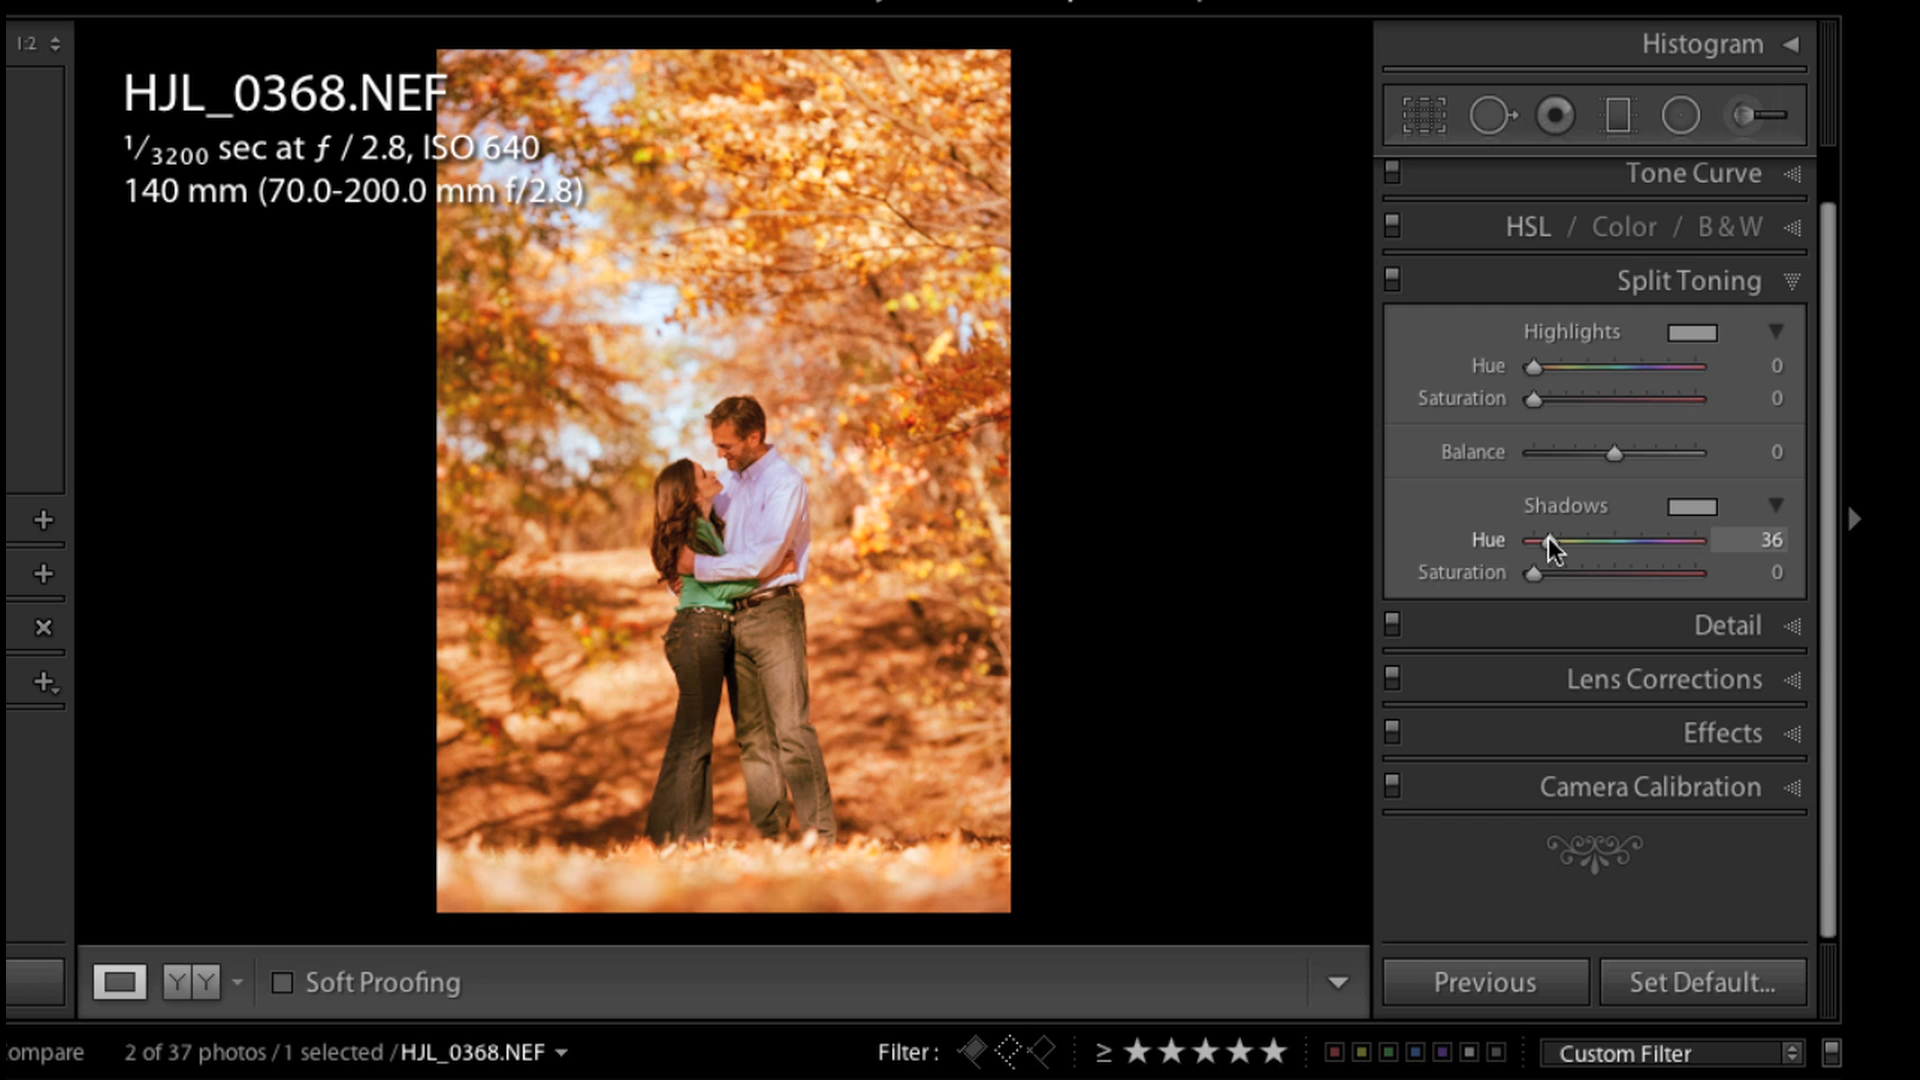 1:2
HJL_0368.NEF
1/3200 sec at ƒ / 2.8, ISO 640
140 mm (70.0-200.0 mm f/2.8)
Histogram
Tone Curve
HSL / Color / B & W
Split Toning
Highlights
Hue 0
Saturation 0
Balance 0
Shadows
Hue 36
Saturation 0
Detail
Lens Corrections
Effects
Camera Calibration
Y Y
Soft Proofing
Previous
Set Default...
ompare
2 of 37 photos / 1 selected / HJL_0368.NEF
Filter :
≥
Custom Filter